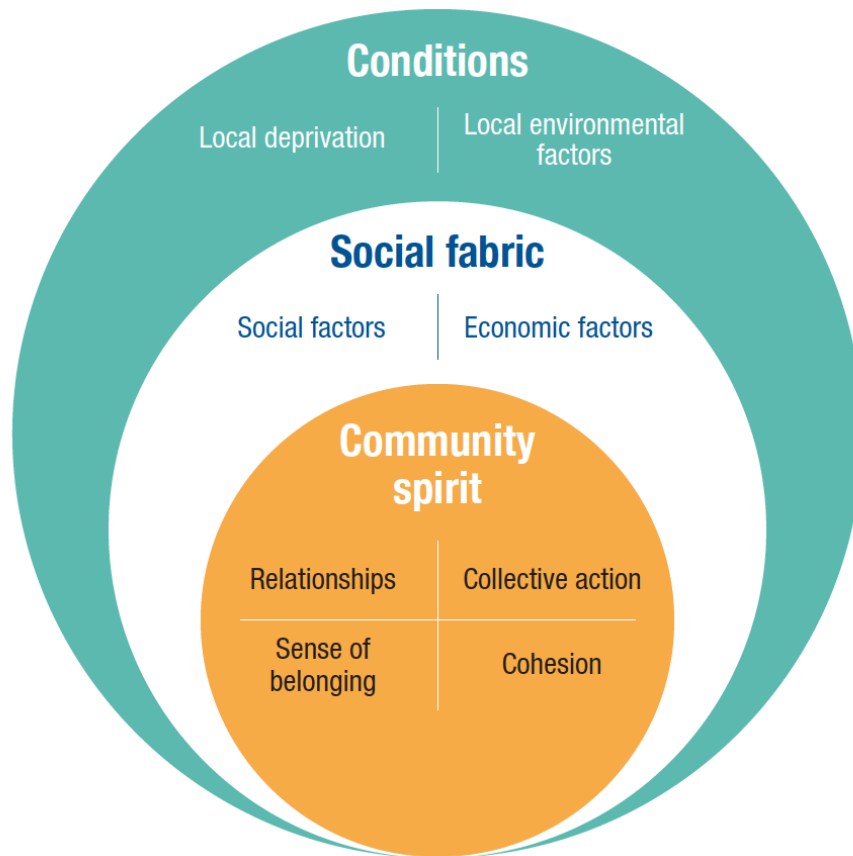 Conditions
Local deprivation
Local environmental
factors
Social fabric
Social factors
Economic factors
Community
spirit
Relationships
Collective action
Sense of
belonging
Cohesion